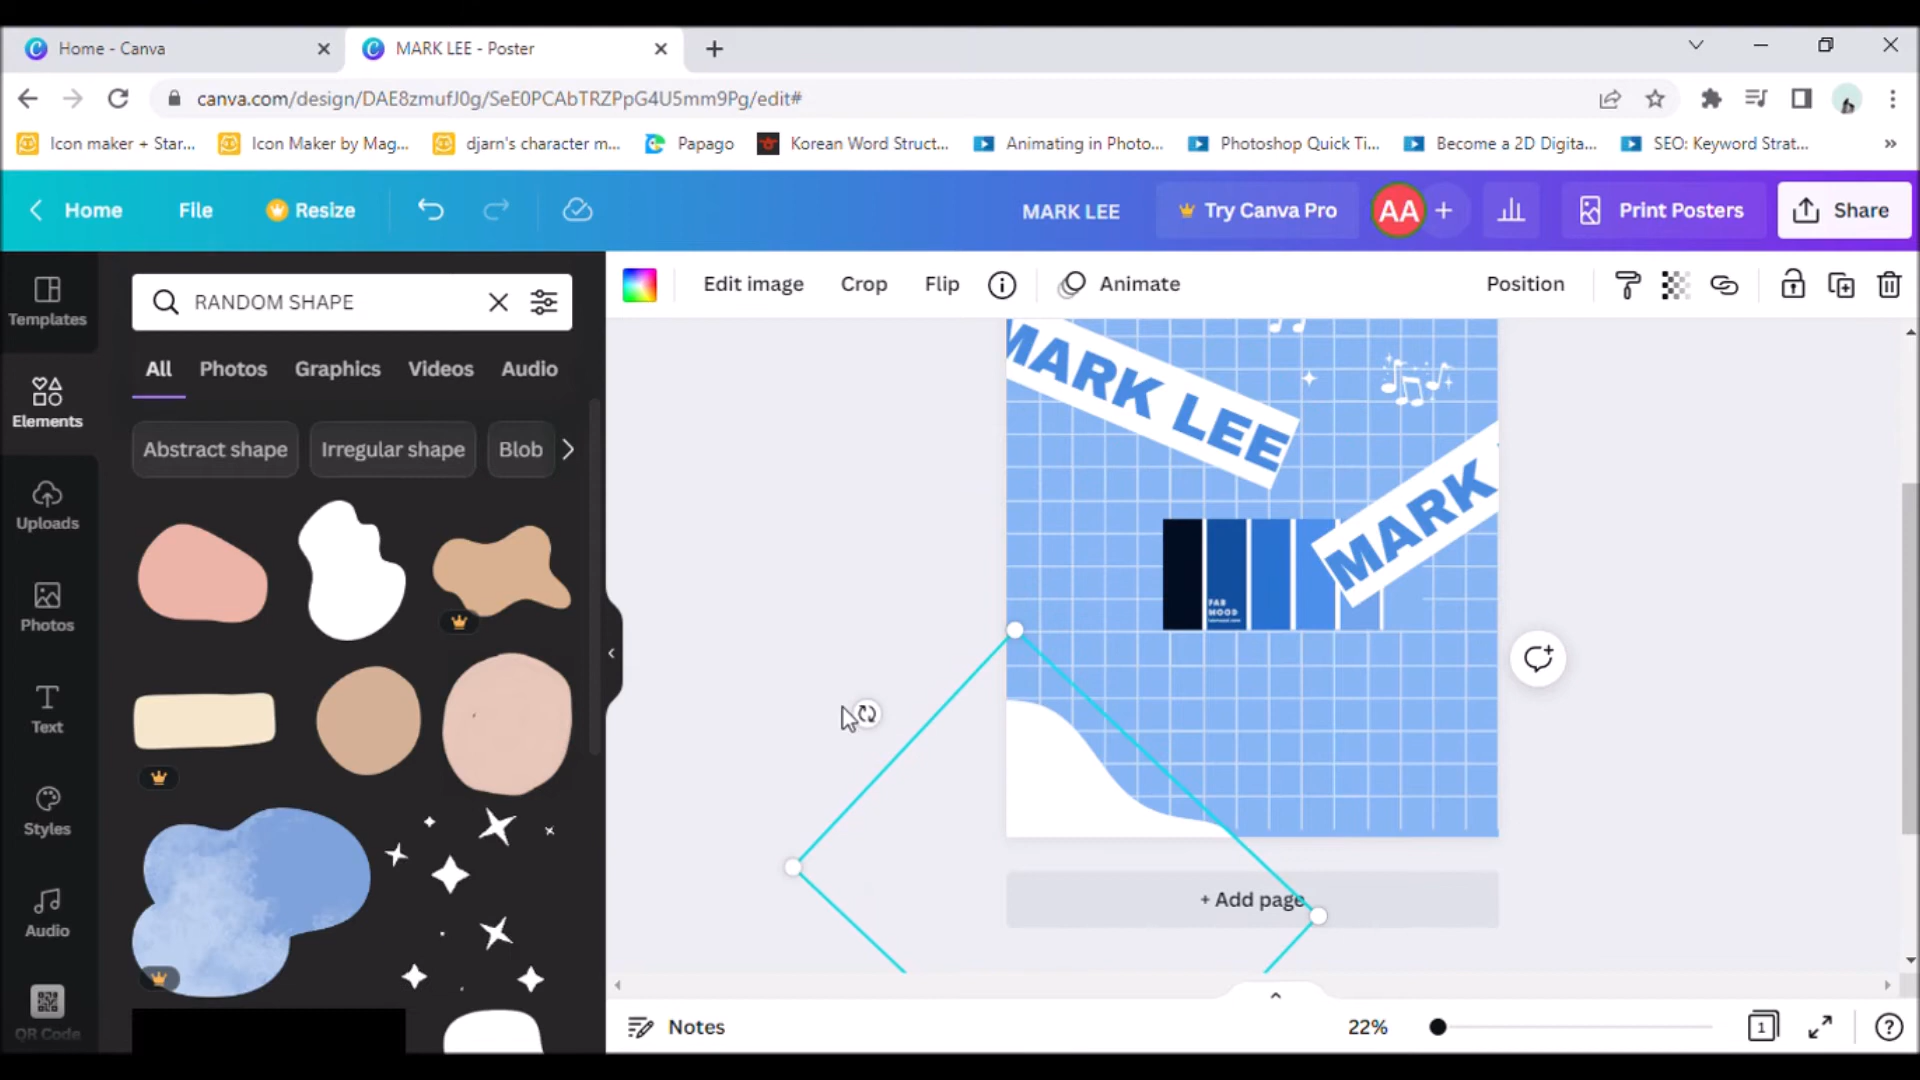 Home - Canva
MARK LEE - Poster
canva.com/design/DAE8zmufJ0g/SeE0PCAbTRZPpG4U5mm9Pg/edit#
Icon maker + Star...
Icon Maker by Mag...
djarn's character m...
Papago
Korean Word Struct...
Animating in Photo...
Photoshop Quick Ti...
Become a 2D Digita...
SEO: Keyword Strat...
Home
File
Resize
MARK LEE
Try Canva Pro
AA
Print Posters
Share
RANDOM SHAPE
Edit image
Crop
Flip
Animate
Position
All
Photos
Graphics
Videos
Audio
Abstract shape
Irregular shape
Blob
Templates
Elements
Uploads
Photos
Text
Styles
Audio
QR Code
MARK LEE
MARK
FAB
MOOD
+ Add page
Notes
22%
1